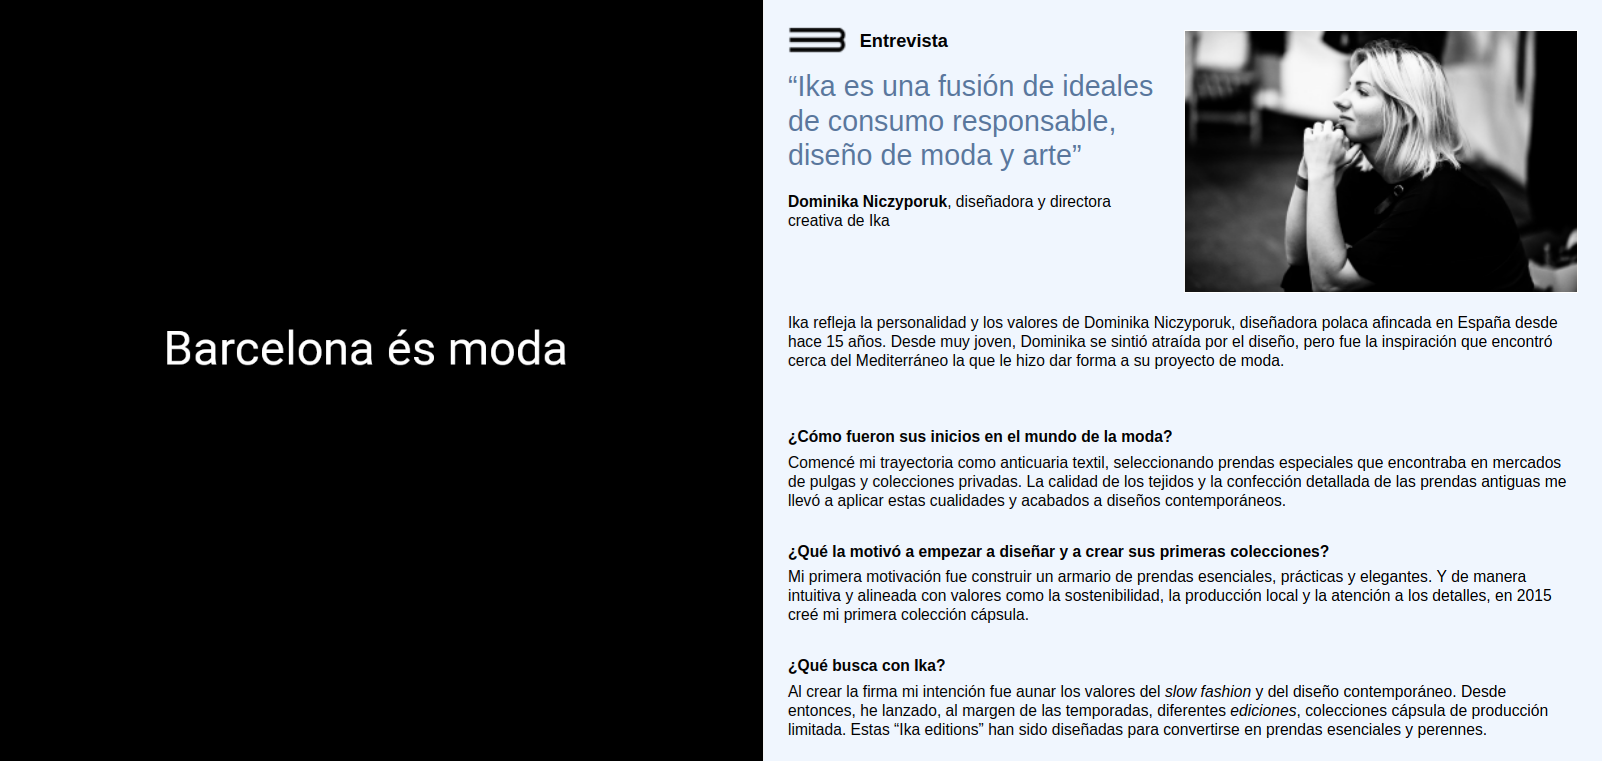 Barcelona és moda
Entrevista
“Ika es una fusión de ideales
de consumo responsable,
diseño de moda y arte”
Dominika Niczyporuk, diseñadora y directora
creativa de Ika
Ika refleja la personalidad y los valores de Dominika Niczyporuk, diseñadora polaca afincada en España desde
hace 15 años. Desde muy joven, Dominika se sintió atraída por el diseño, pero fue la inspiración que encontró
cerca del Mediterráneo la que le hizo dar forma a su proyecto de moda.
¿Cómo fueron sus inicios en el mundo de la moda?
Comencé mi trayectoria como anticuaria textil, seleccionando prendas especiales que encontraba en mercados
de pulgas y colecciones privadas. La calidad de los tejidos y la confección detallada de las prendas antiguas me
llevó a aplicar estas cualidades y acabados a diseños contemporáneos.
¿Qué la motivó a empezar a diseñar y a crear sus primeras colecciones?
Mi primera motivación fue construir un armario de prendas esenciales, prácticas y elegantes. Y de manera
intuitiva y alineada con valores como la sostenibilidad, la producción local y la atención a los detalles, en 2015
creé mi primera colección cápsula.
¿Qué busca con Ika?
Al crear la firma mi intención fue aunar los valores del slow fashion y del diseño contemporáneo. Desde
entonces, he lanzado, al margen de las temporadas, diferentes ediciones, colecciones cápsula de producción
limitada. Estas “Ika editions” han sido diseñadas para convertirse en prendas esenciales y perennes.